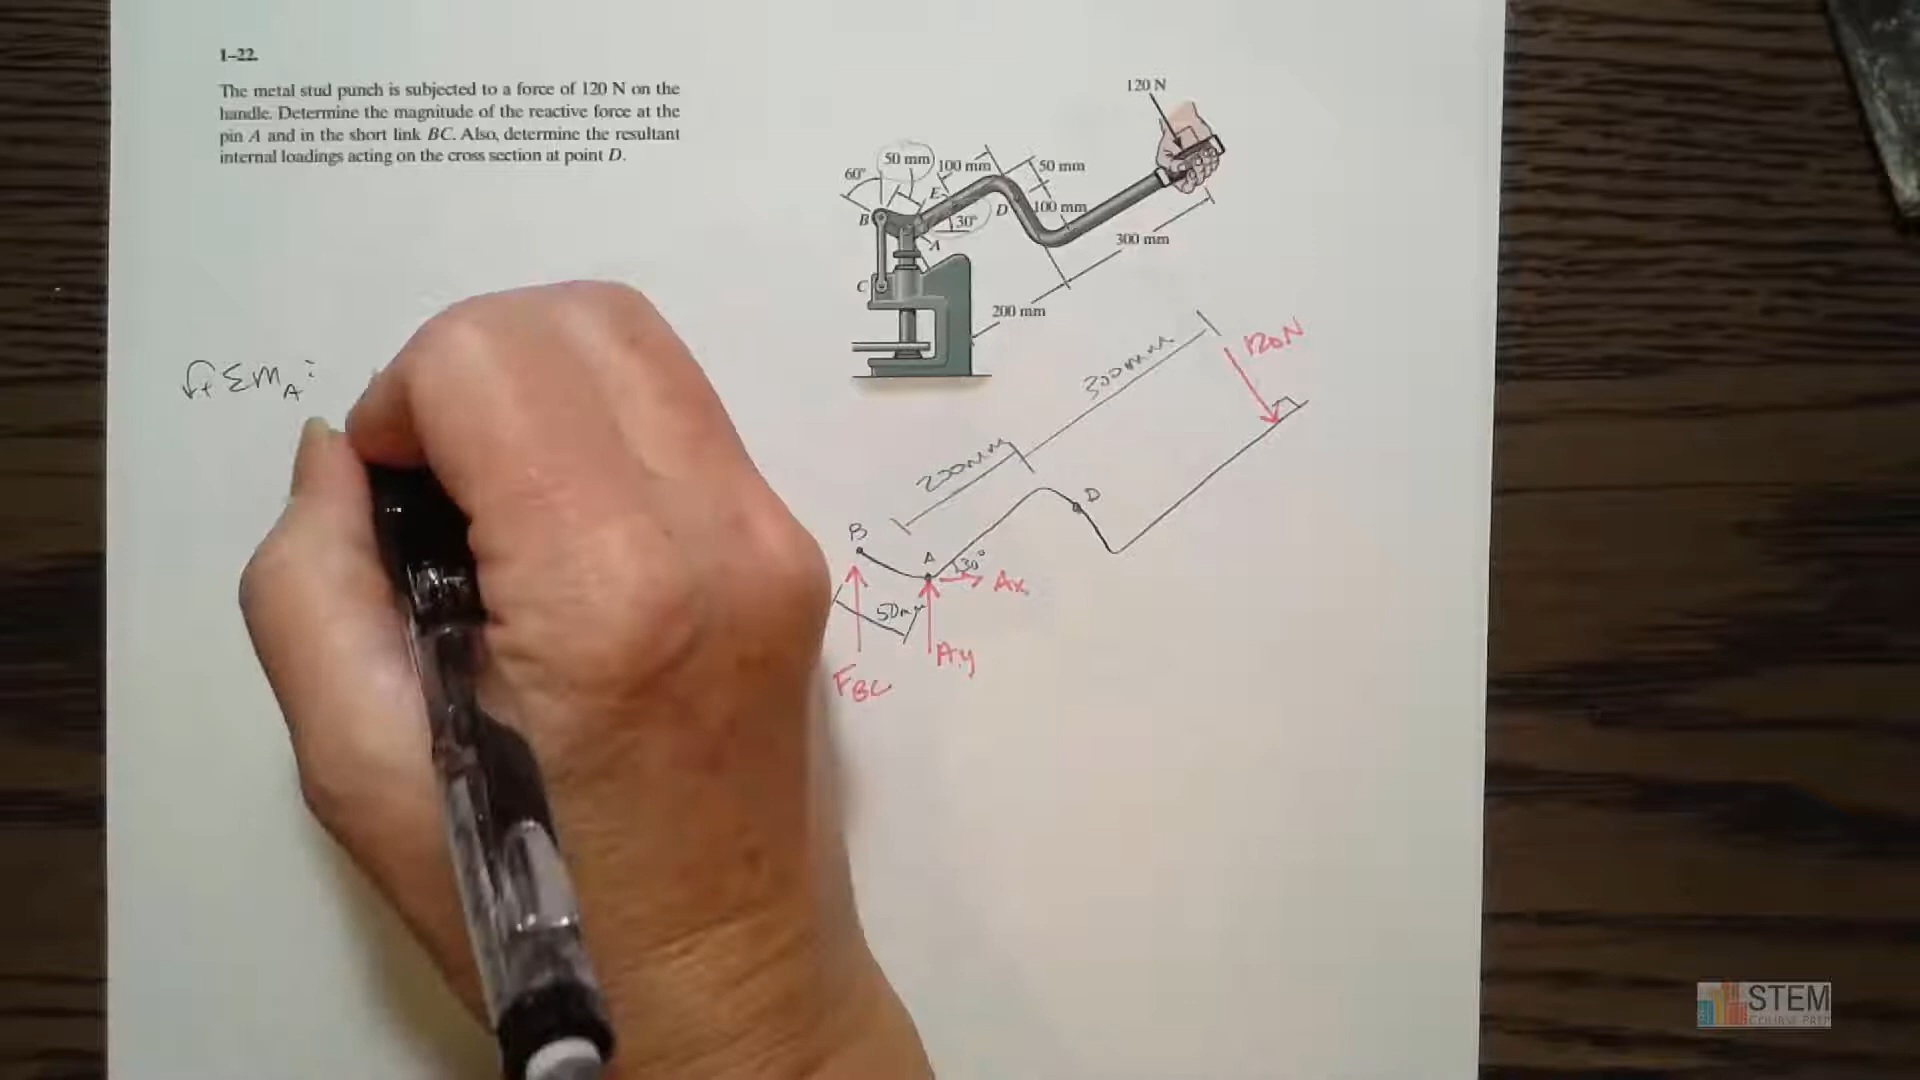 1–22.
The metal stud punch is subjected to a force of 120 N on the
handle. Determine the magnitude of the reactive force at the
pin A and in the short link BC. Also, determine the resultant
internal loadings acting on the cross section at point D.
120 N
50 mm
100 mm
50 mm
60°
E
B
30°
D
100 mm
A
300 mm
C
200 mm
ΣMA:
300mm
120N
200mm
D
B
A
30°
Ax
50mm
Ay
FBC
STEM
COURSE PREP